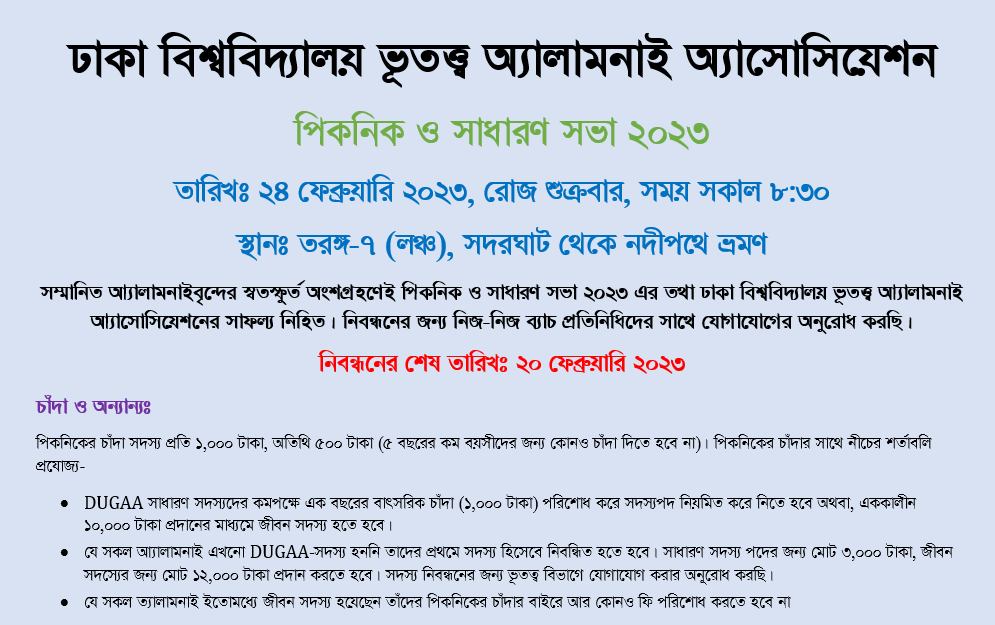 ঢাকা বিশ্ববিদ্যালয় ভূতত্ত্ব অ্যালামনাই অ্যাসোসিয়েশন
পিকনিক ও সাধারণ সভা ২০২৩
তারিখঃ ২৪ ফেব্রুয়ারি ২০২৩, রোজ শুক্রবার, সময় সকাল ৮:৩০
স্থানঃ তরঙ্গ-৭ (লঞ্চ), সদরঘাট থেকে নদীপথে ভ্রমণ
সম্মানিত আ্যালামনাইবৃন্দের স্বতস্ফুর্ত অংশগ্রহণেই পিকনিক ও সাধারণ সভা ২০২৩ এর তথা ঢাকা বিশ্ববিদ্যালয় ভূতত্ত্ব আ্যালামনাই
আ্যাসোসিয়েশনের সাফল্য নিহিত। নিবন্ধনের জন্য নিজ-নিজ ব্যাচ প্রতিনিধিদের সাথে যোগাযোগের অনুরোধ করছি।
নিবন্ধনের শেষ তারিখঃ ২০ ফেব্রুয়ারি ২০২৩
চাঁদা ও অন্যান্যঃ
পিকনিকের চাঁদা সদস্য প্রতি ১,০০০ টাকা, অতিথি ৫০০ টাকা (৫ বছরের কম বয়সীদের জন্য কোনও চাঁদা দিতে হবে না)। পিকনিকের চাঁদার সাথে নীচের শর্তাবলি
প্রযোজ্য-
• DUGAA সাধারণ সদস্যদের কমপক্ষে এক বছরের বাৎসরিক চাঁদা (১,০০০ টাকা) পরিশোধ করে সদস্যপদ নিয়মিত করে নিতে হবে অথবা, এককালীন
১০,০০০ টাকা প্রদানের মাধ্যমে জীবন সদস্য হতে হবে।
• যে সকল আ্যালামনাই এখনো DUGAA-সদস্য হননি তাদের প্রথমে সদস্য হিসেবে নিবন্ধিত হতে হবে। সাধারণ সদস্য পদের জন্য মোট ৩,০০০ টাকা, জীবন
সদস্যের জন্য মোট ১২,০০০ টাকা প্রদান করতে হবে। সদস্য নিবন্ধনের জন্য ভূতত্ব বিভাগে যোগাযোগ করার অনুরোধ করছি।
• যে সকল ত্যালামনাই ইতোমধ্যে জীবন সদস্য হয়েছেন তাঁদের পিকনিকের চাঁদার বাইরে আর কোনও ফি পরিশোধ করতে হবে না